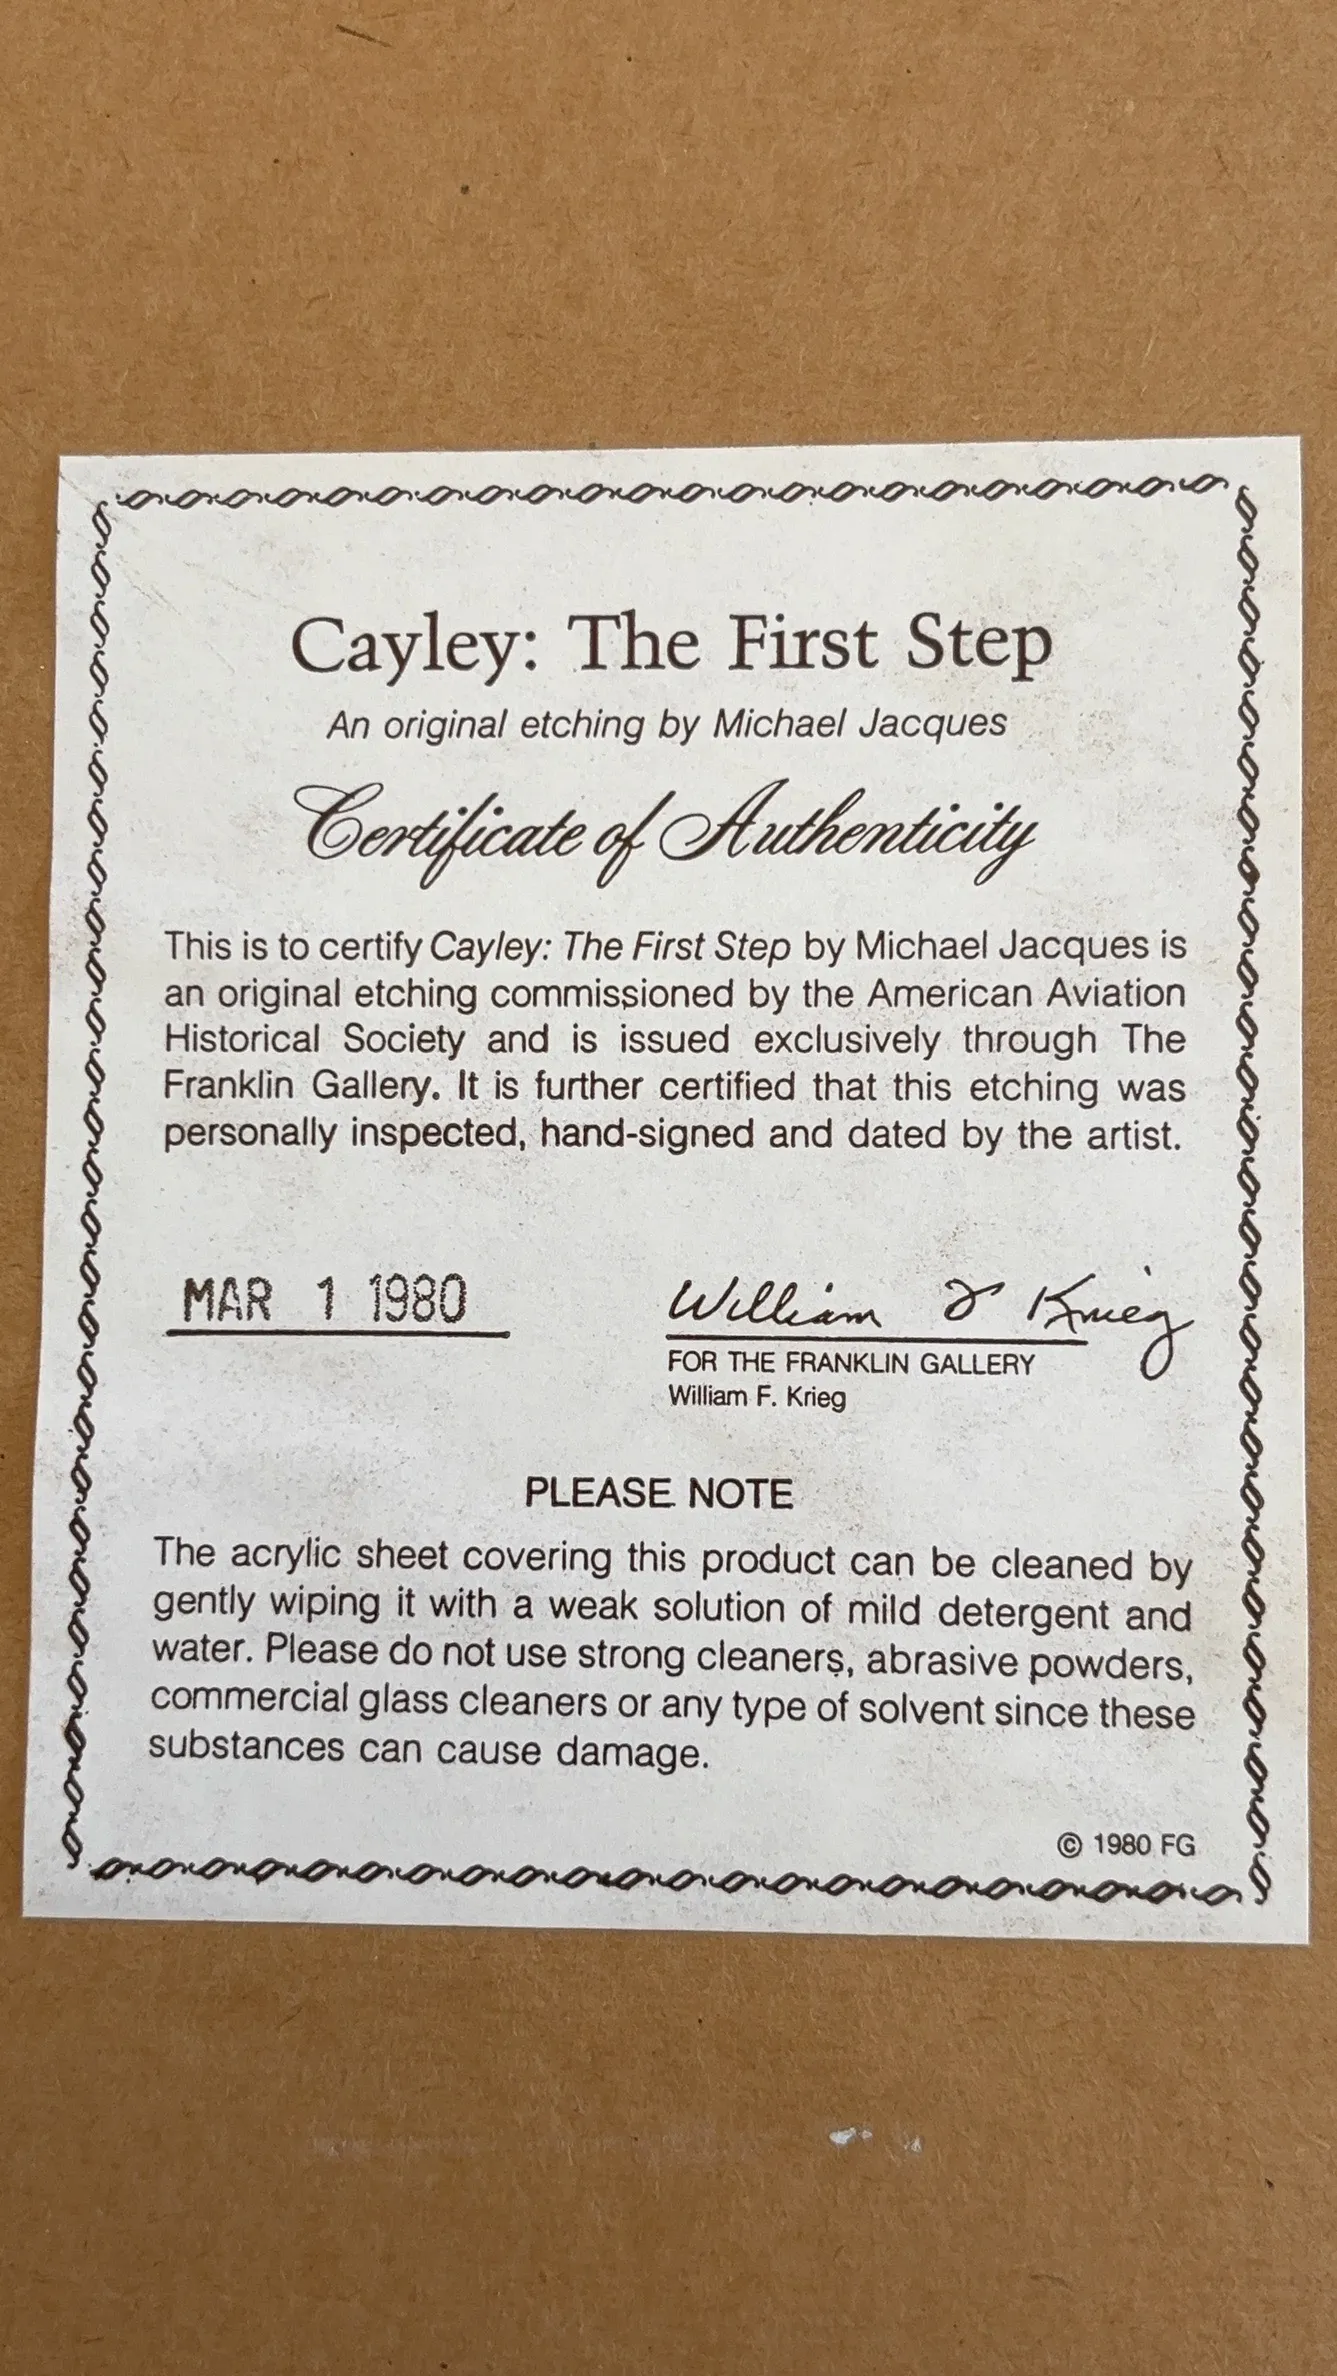 Cayley: The First Step
An original etching by Michael Jacques
Certificate of Authenticity
This is to certify Cayley: The First Step by Michael Jacques is
an original etching commissioned by the American Aviation
Historical Society and is issued exclusively through The
Franklin Gallery. It is further certified that this etching was
personally inspected, hand-signed and dated by the artist.
MAR 1 1980
William F Krieg
FOR THE FRANKLIN GALLERY
William F. Krieg
PLEASE NOTE
The acrylic sheet covering this product can be cleaned by
gently wiping it with a weak solution of mild detergent and
water. Please do not use strong cleaners, abrasive powders,
commercial glass cleaners or any type of solvent since these
substances can cause damage.
© 1980 FG